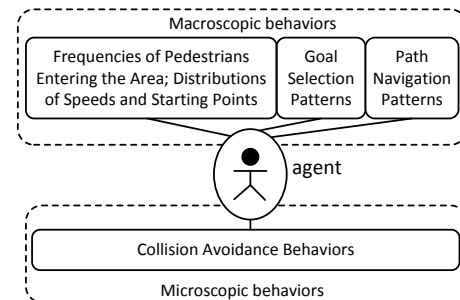 Macroscopic behaviors
Frequencies of Pedestrians
Entering the Area; Distributions
of Speeds and Starting Points
Goal
Selection
Patterns
Path
Navigation
Patterns
agent
Collision Avoidance Behaviors
Microscopic behaviors